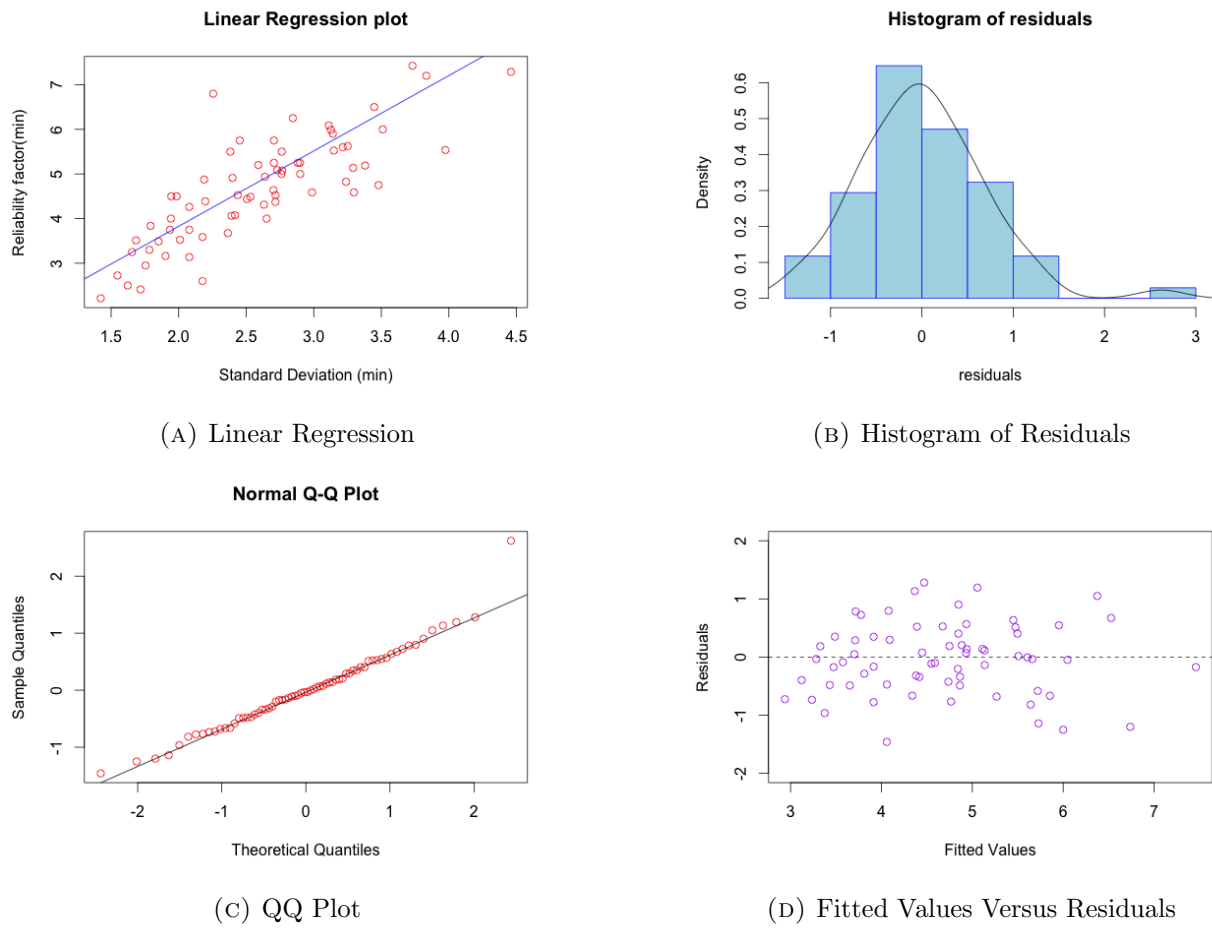 Linear Regression plot
Reliability factor(min)
3 4 5 6 7
1.5 2.0 2.5 3.0 3.5 4.0 4.5
Standard Deviation (min)
(A) Linear Regression
Histogram of residuals
Density
0.0 0.1 0.2 0.3 0.4 0.5 0.6
-1 0 1 2 3
residuals
(B) Histogram of Residuals
Normal Q-Q Plot
Sample Quantiles
-1 0 1 2
-2 -1 0 1 2
Theoretical Quantiles
(C) QQ Plot
Residuals
-2 -1 0 1 2
3 4 5 6 7
Fitted Values
(D) Fitted Values Versus Residuals